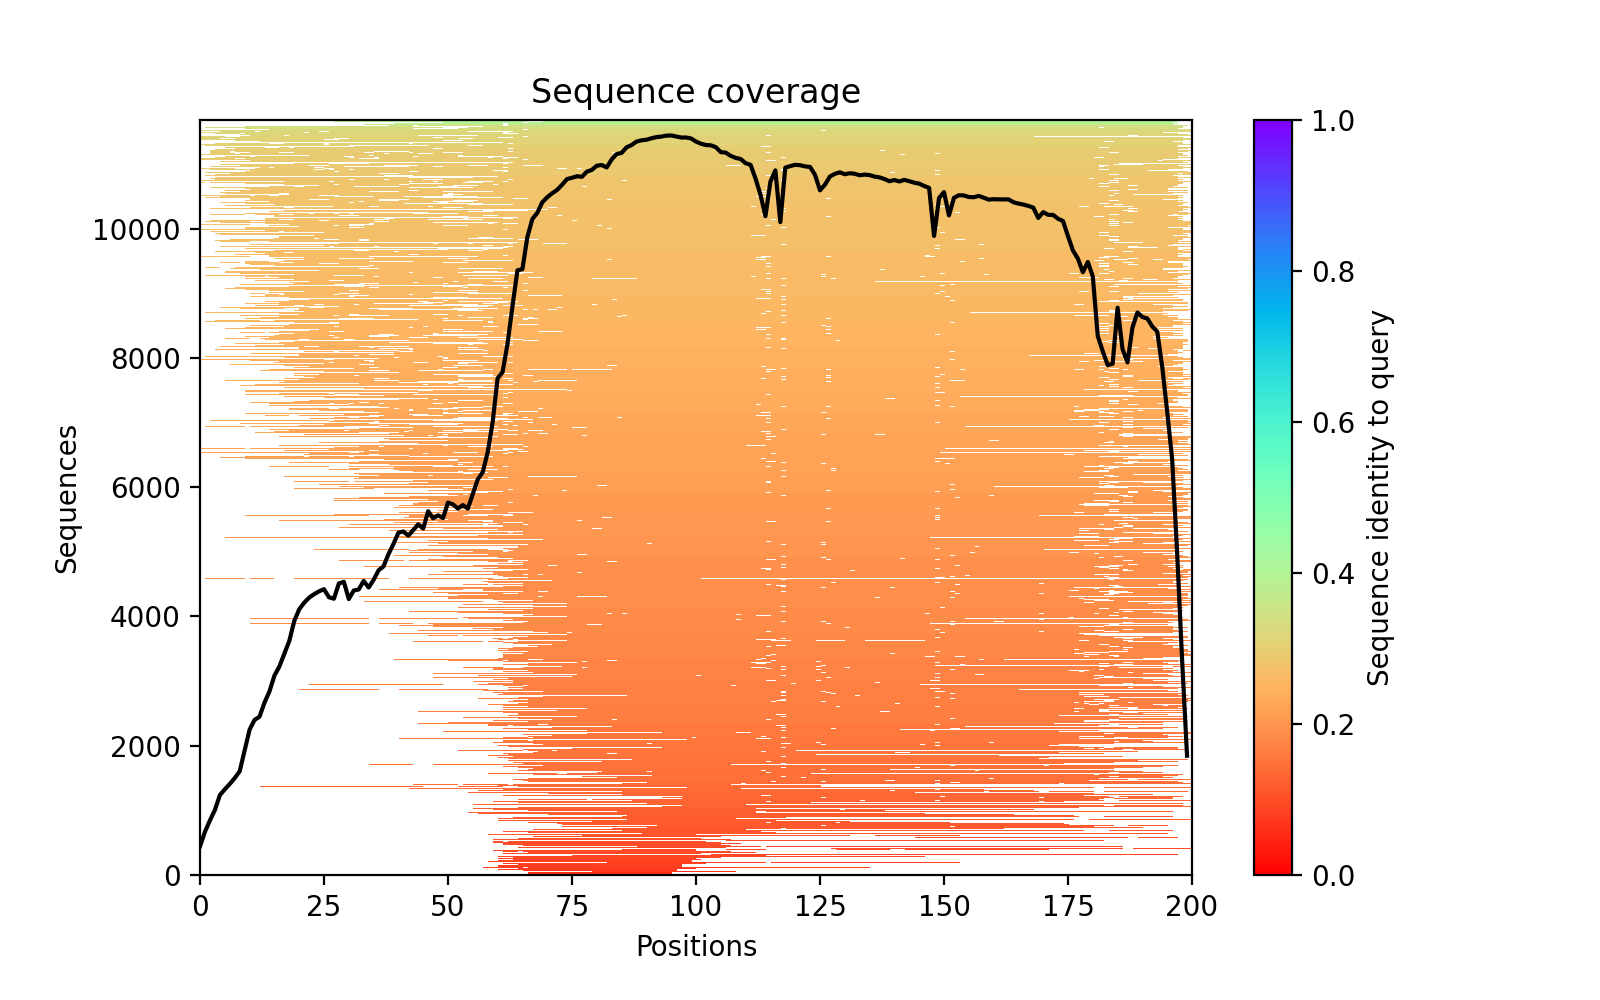 Sequence coverage
Sequences
10000
8000
6000
4000
2000
0
0 25 50 75 100 125 150 175 200
Positions
1.0
0.8
0.6
0.4
0.2
0.0
Sequence identity to query